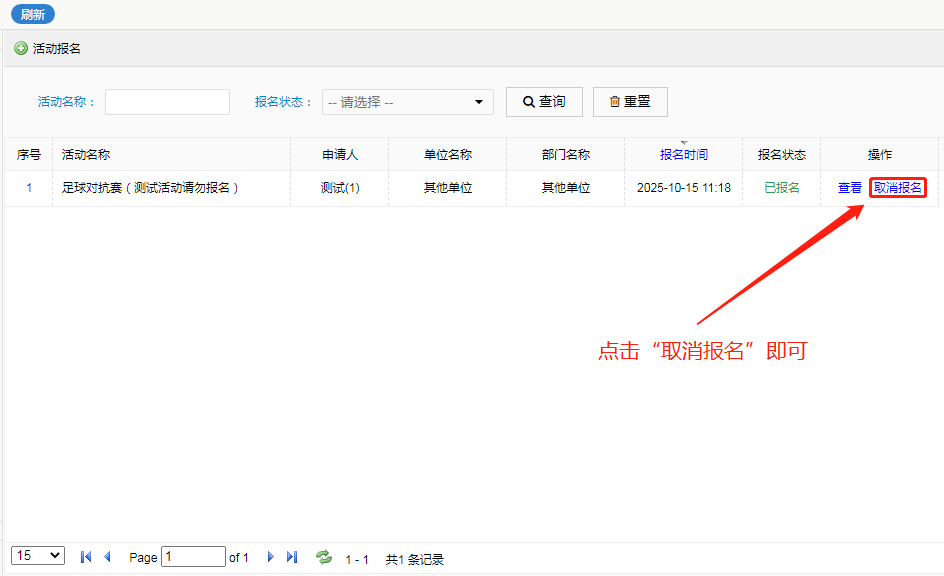 刷新
活动报名
活动名称： 报名状态： -- 请选择 -- 查询 重置
序号 活动名称 申请人 单位名称 部门名称 报名时间 报名状态 操作
1 足球对抗赛（测试活动请勿报名） 测试(1) 其他单位 其他单位 2025-10-15 11:18 已报名 查看 取消报名
点击“取消报名”即可
15 Page 1 of 1 1 - 1 共1 条记录